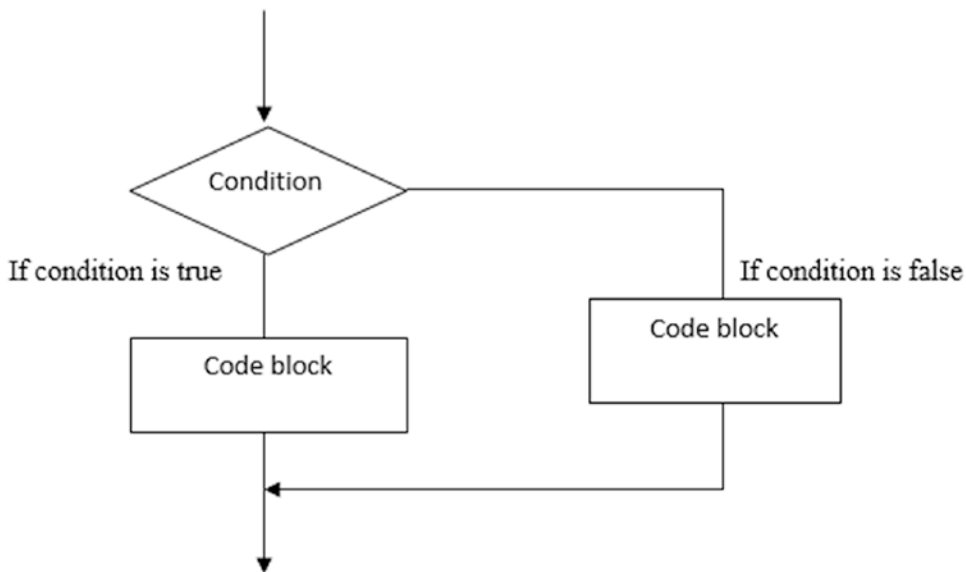 Condition
If condition is true
If condition is false
Code block
Code block